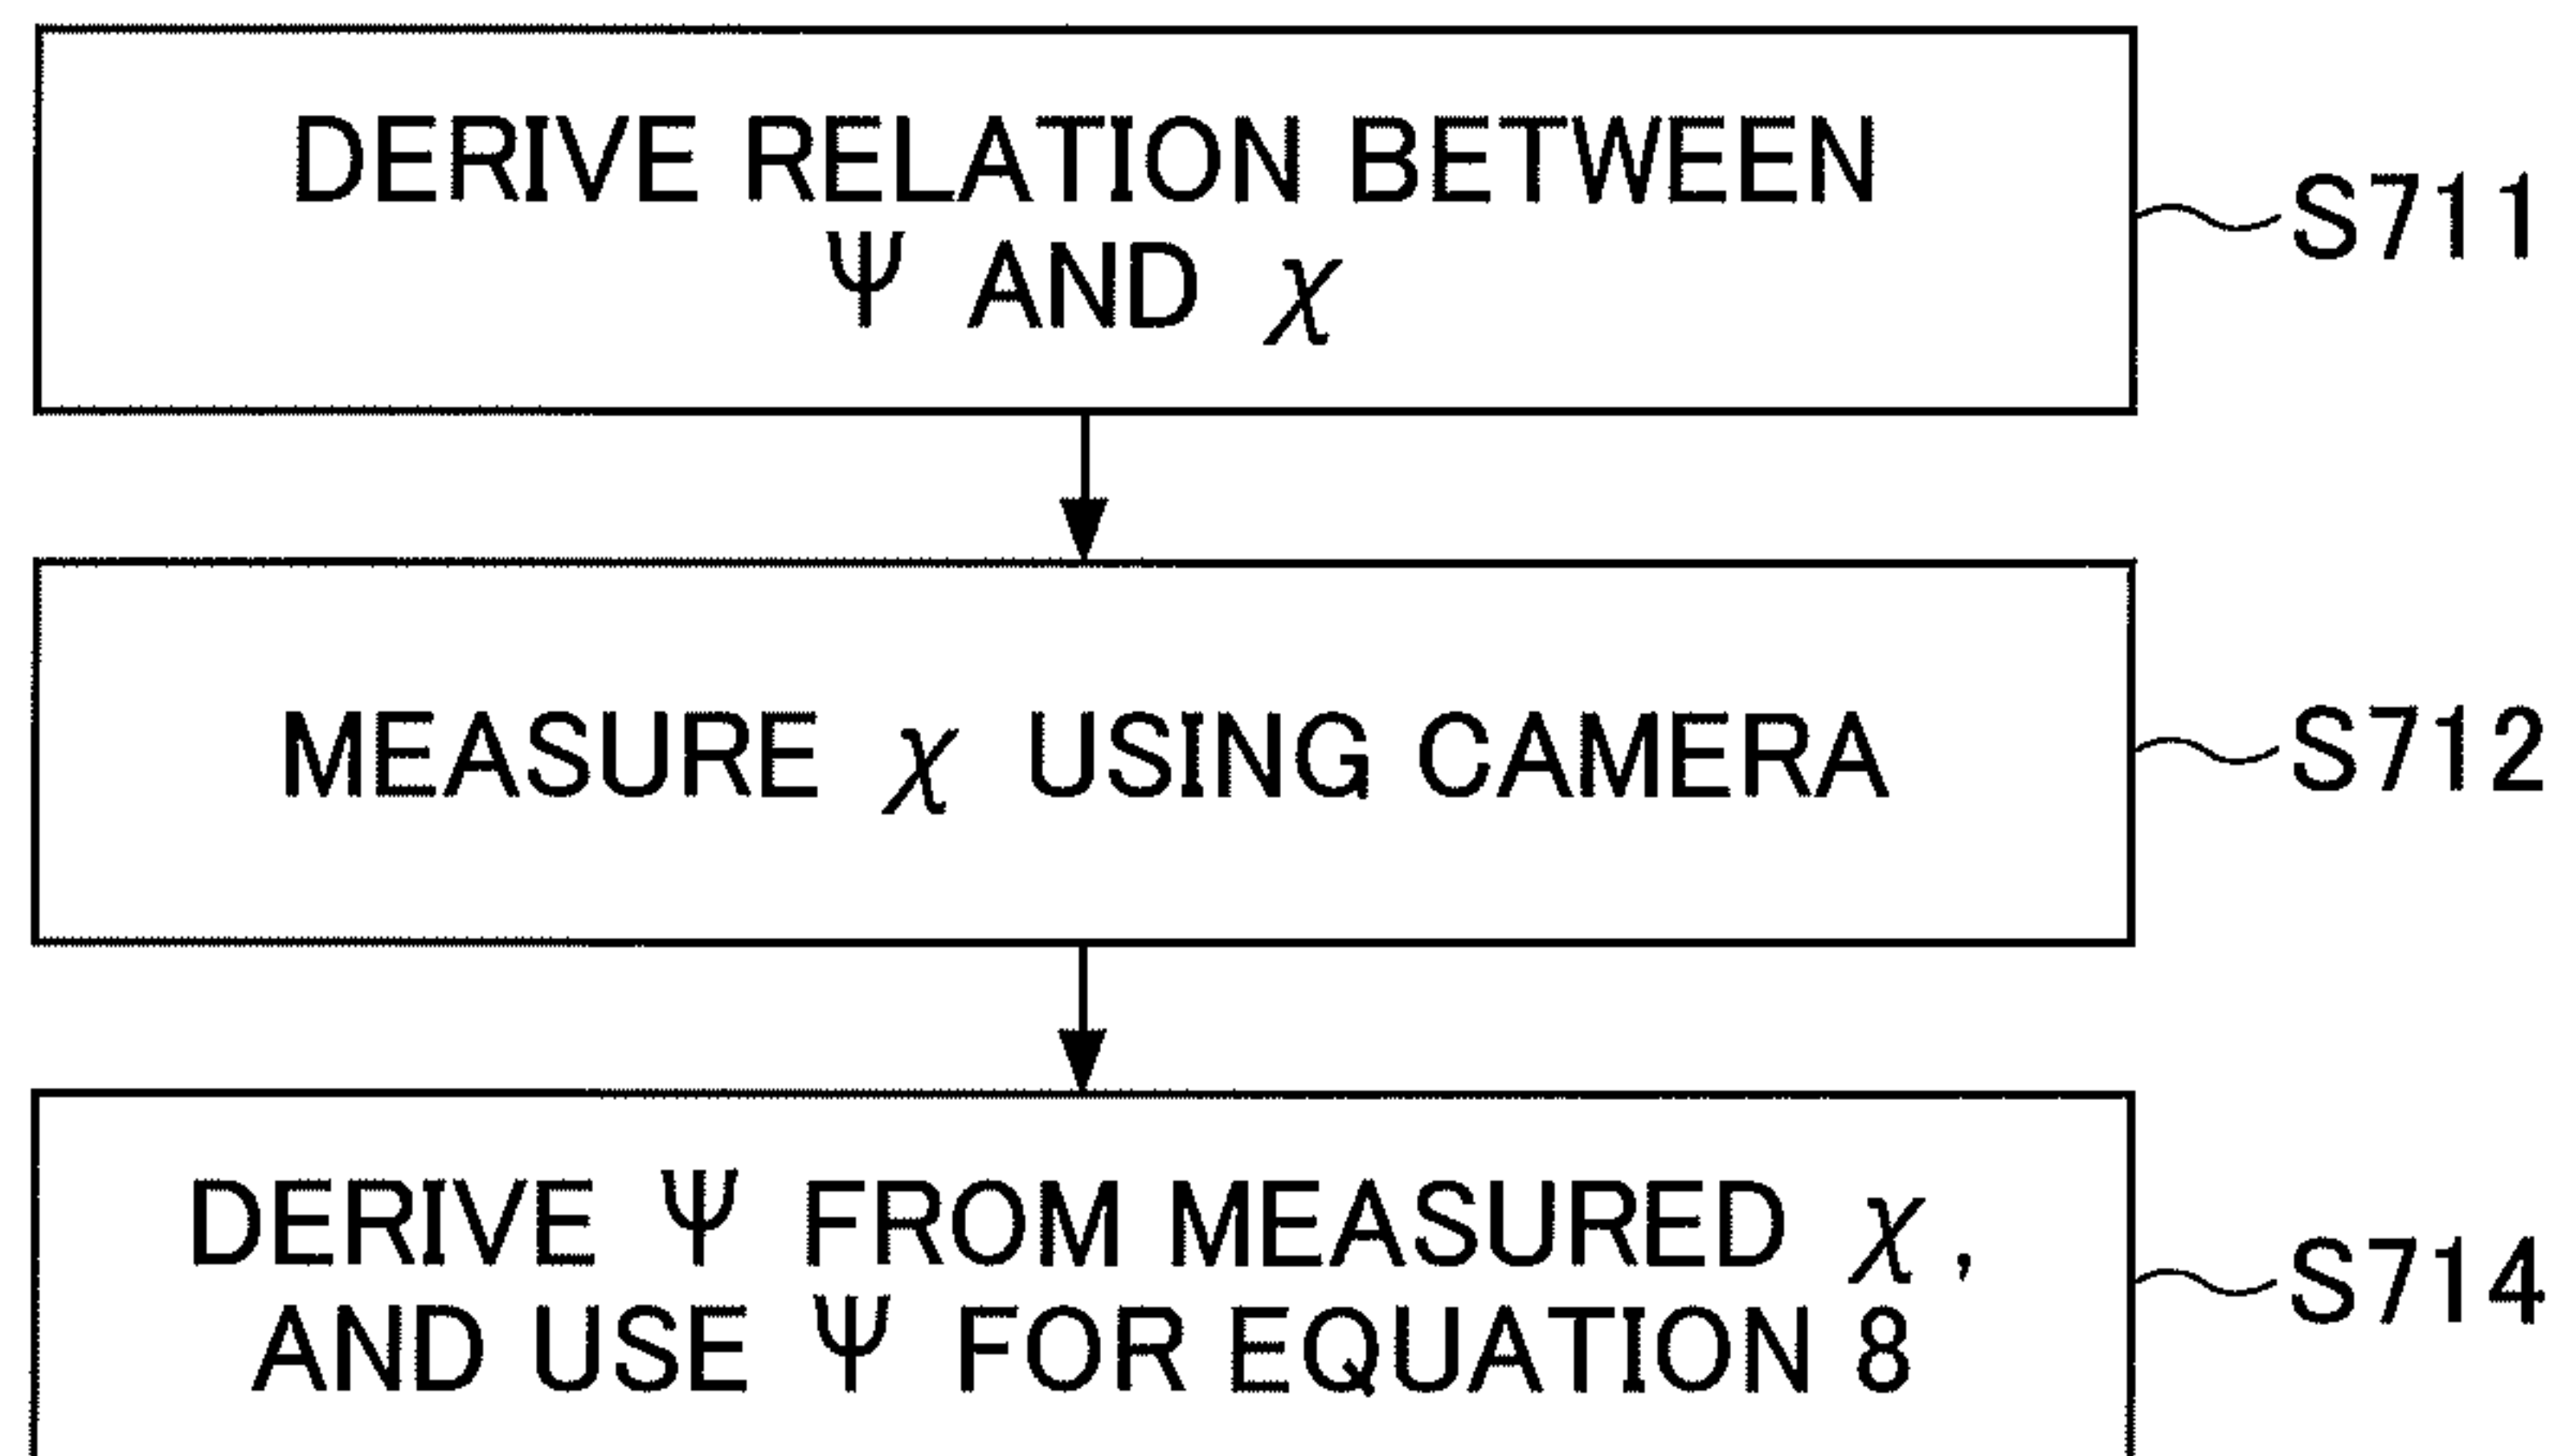 DERIVE RELATION BETWEEN
Ψ AND χ
S711
MEASURE χ USING CAMERA
S712
DERIVE Ψ FROM MEASURED χ,
AND USE Ψ FOR EQUATION 8
S714